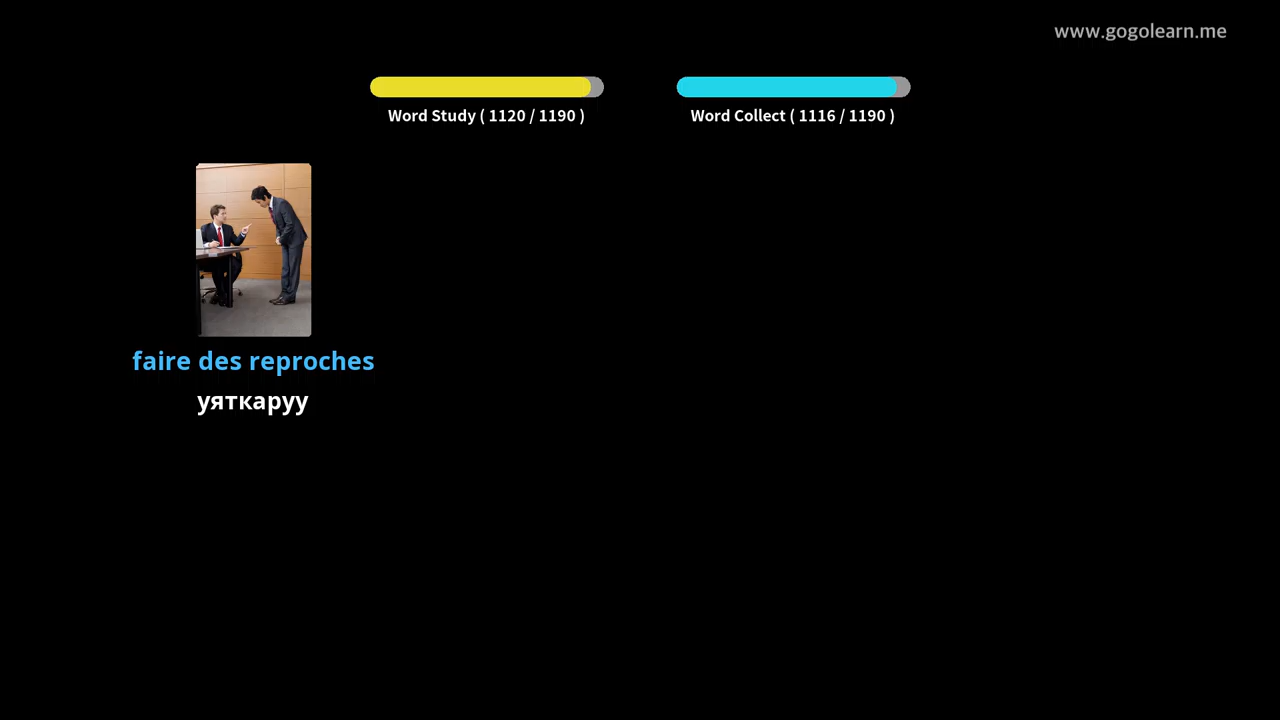 www.gogolearn.me
Word Study ( 1120 / 1190 )
Word Collect ( 1116 / 1190 )
faire des reproches
уяткаруу